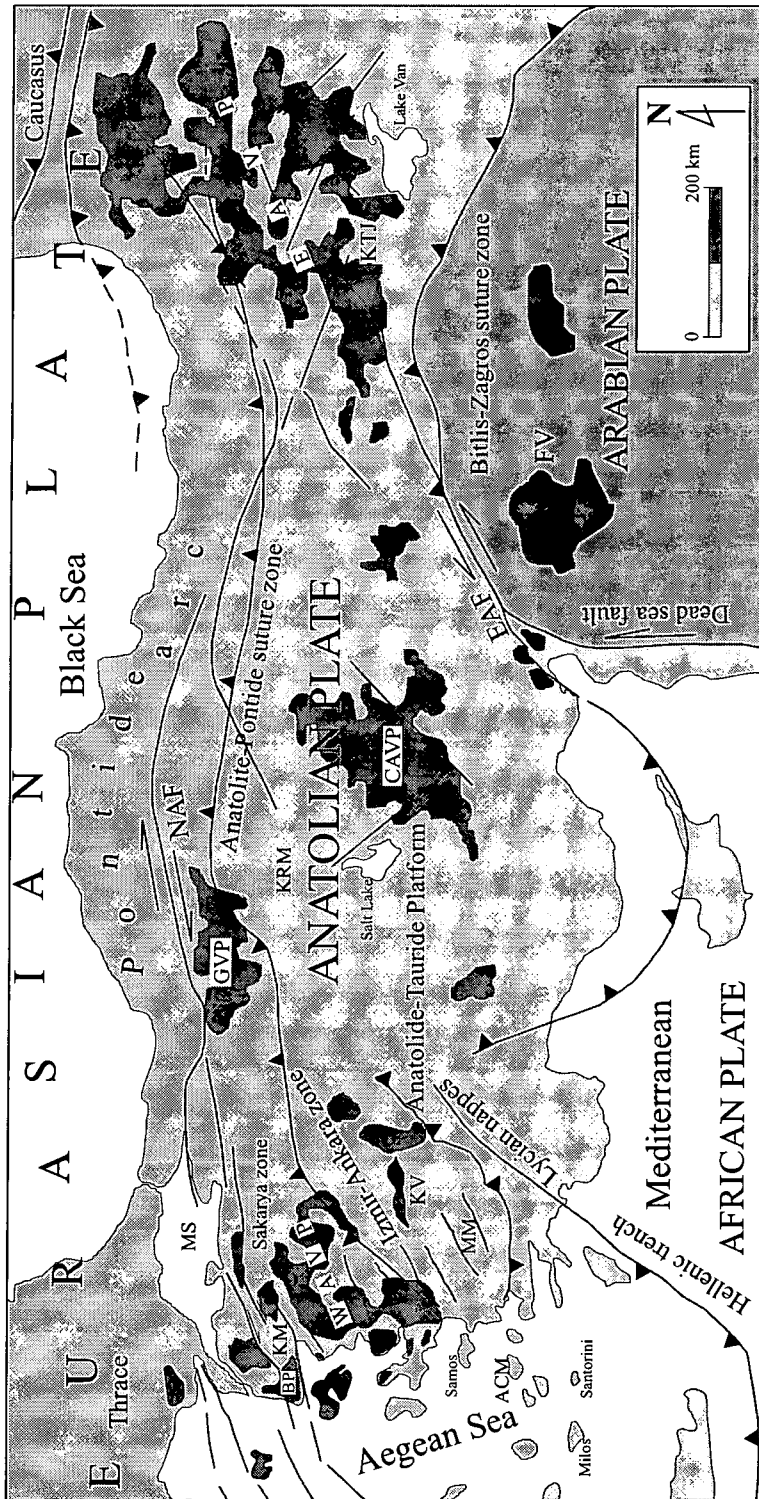 EURASIAN PLATE
Caucasus
Thrace
Black Sea
Pontide arc
MS
NAF
Anatolite-Pontide suture zone
GVP
Sakarya zone
Izmir-Ankara zone
KM
BP
WAVP
KRM
ANATOLIAN PLATE
Salt Lake
CAVP
Anatolide-Tauride Platform
KV
MM
Lycian nappes
EAVP
KTJ
Lake Van
Bitlis-Zagros suture zone
EAF
FV
ARABIAN PLATE
Dead sea fault
Aegean Sea
Samos
ACM
Santorini
Milos
Hellenic trench
Mediterranean
AFRICAN PLATE
0 200 km
N